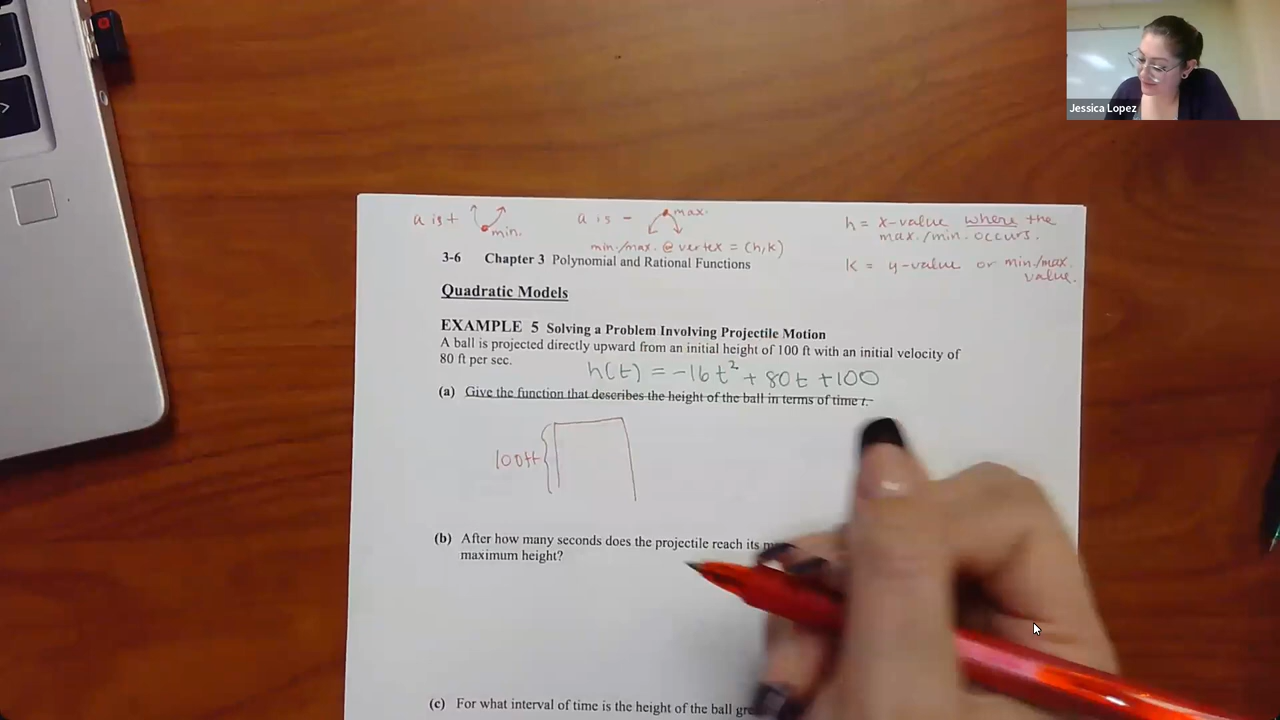 Jessica Lopez
a is + min.
a is - max.
min./max. @ vertex = (h,k)
h = x-value where the
max./min. occurs.
k = y-value or min./max.
value.
3-6 Chapter 3 Polynomial and Rational Functions
Quadratic Models
EXAMPLE 5 Solving a Problem Involving Projectile Motion
A ball is projected directly upward from an initial height of 100 ft with an initial velocity of
80 ft per sec.
h(t) = -16t² + 80t + 100
(a) Give the function that describes the height of the ball in terms of time t.
100ft
(b) After how many seconds does the projectile reach its
maximum height?
(c) For what interval of time is the height of the ball